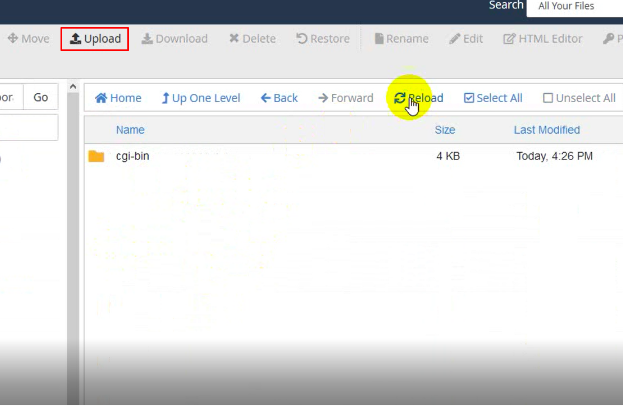 Search All Your Files
Move Upload Download Delete Restore Rename Edit HTML Editor
Go Home Up One Level Back Forward Reload Select All Unselect All
Name Size Last Modified
cgi-bin 4 KB Today, 4:26 PM